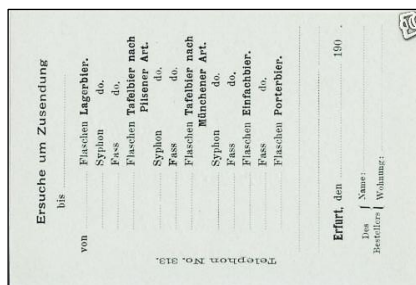 Ersuche um Zusendung
bis
von Flaschen Lagerbier.
Syphon do.
Fass do.
Flaschen Tafelbier nach
Pilsener Art.
Syphon do.
Fass do.
Flaschen Tafelbier nach
Münchener Art.
Syphon do.
Fass do.
Flaschen Einfachbier.
Fass do.
Flaschen Porterbier.
Erfurt, den 190 .
Des Bestellers { Name:
Wohnung:
Telephon No. 313.